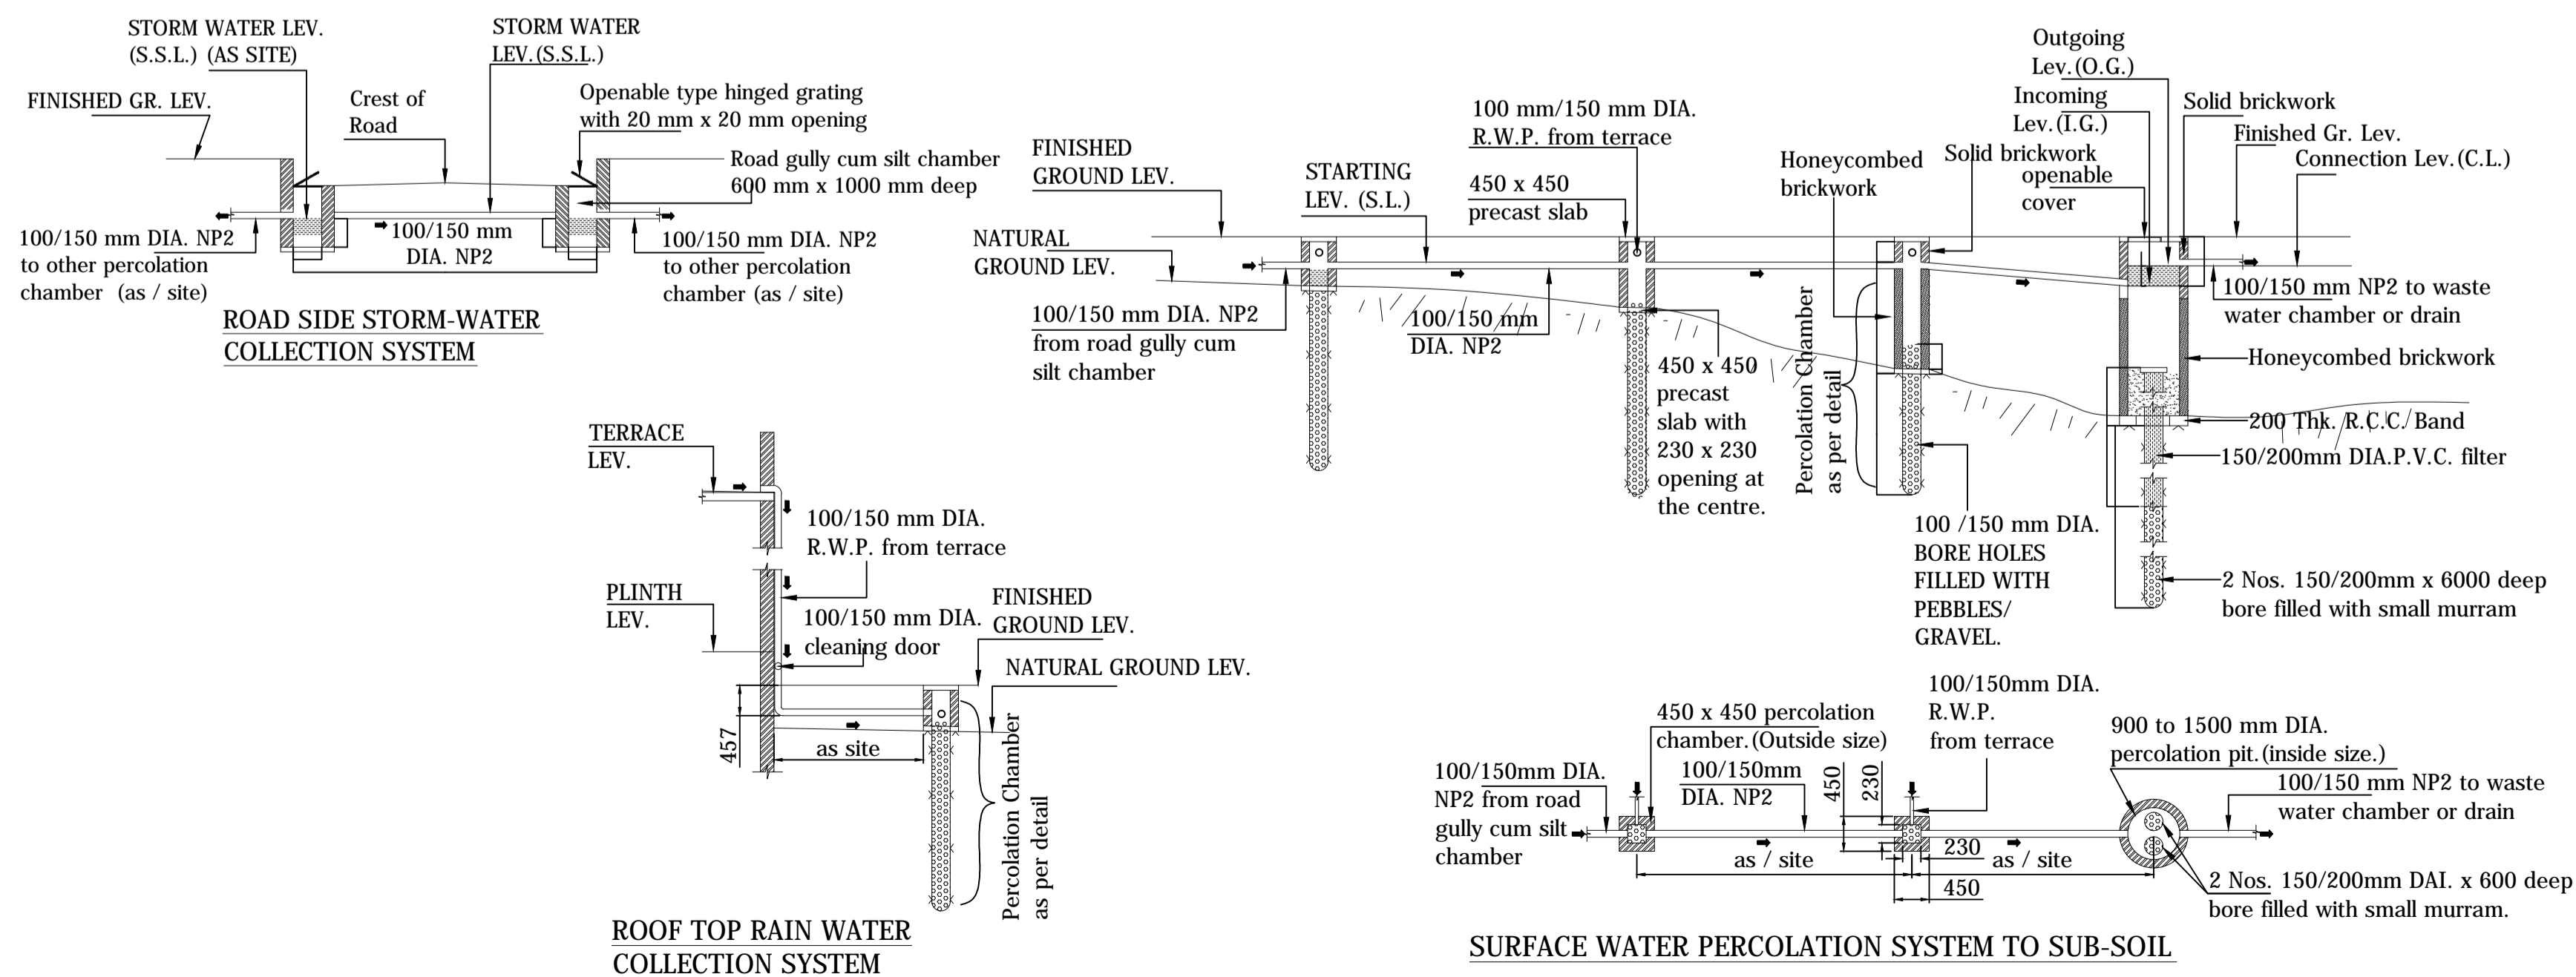 STORM WATER LEV.
(S.S.L.) (AS SITE)
STORM WATER
LEV.(S.S.L.)
FINISHED GR. LEV.
Crest of
Road
Openable type hinged grating
with 20 mm x 20 mm opening
Road gully cum silt chamber
600 mm x 1000 mm deep
100/150 mm DIA. NP2
to other percolation
chamber (as / site)
100/150 mm
DIA. NP2
100/150 mm DIA. NP2
to other percolation
chamber (as / site)
ROAD SIDE STORM-WATER
COLLECTION SYSTEM
TERRACE
LEV.
100/150 mm DIA.
R.W.P. from terrace
PLINTH
LEV.
100/150 mm DIA.
cleaning door
FINISHED
GROUND LEV.
NATURAL GROUND LEV.
457
as site
Percolation Chamber
as per detail
ROOF TOP RAIN WATER
COLLECTION SYSTEM
FINISHED
GROUND LEV.
NATURAL
GROUND LEV.
STARTING
LEV. (S.L.)
100 mm/150 mm DIA.
R.W.P. from terrace
450 x 450
precast slab
Honeycombed
brickwork
Solid brickwork
Outgoing
Lev.(O.G.)
Incoming
Lev.(I.G.)
openable
cover
Solid brickwork
Finished Gr. Lev.
Connection Lev.(C.L.)
100/150 mm DIA. NP2
from road gully cum
silt chamber
100/150 mm
DIA. NP2
450 x 450
precast
slab with
230 x 230
opening at
the centre.
Percolation Chamber
as per detail
100 /150 mm DIA.
BORE HOLES
FILLED WITH
PEBBLES/
GRAVEL.
100/150 mm NP2 to waste
water chamber or drain
Honeycombed brickwork
200 Thk. R.C.C. Band
150/200mm DIA.P.V.C. filter
2 Nos. 150/200mm x 6000 deep
bore filled with small murram
100/150mm DIA.
R.W.P.
from terrace
450 x 450 percolation
chamber.(Outside size)
900 to 1500 mm DIA.
percolation pit.(inside size.)
100/150mm DIA.
NP2 from road
gully cum silt
chamber
100/150mm
DIA. NP2
450
230
100/150 mm NP2 to waste
water chamber or drain
as / site
230
as / site
450
2 Nos. 150/200mm DAI. x 600 deep
bore filled with small murram.
SURFACE WATER PERCOLATION SYSTEM TO SUB-SOIL